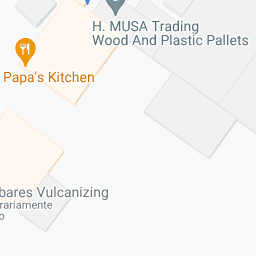 H. MUSA Trading
Wood And Plastic Pallets
Papa's Kitchen
bares Vulcanizing
rariamente
o